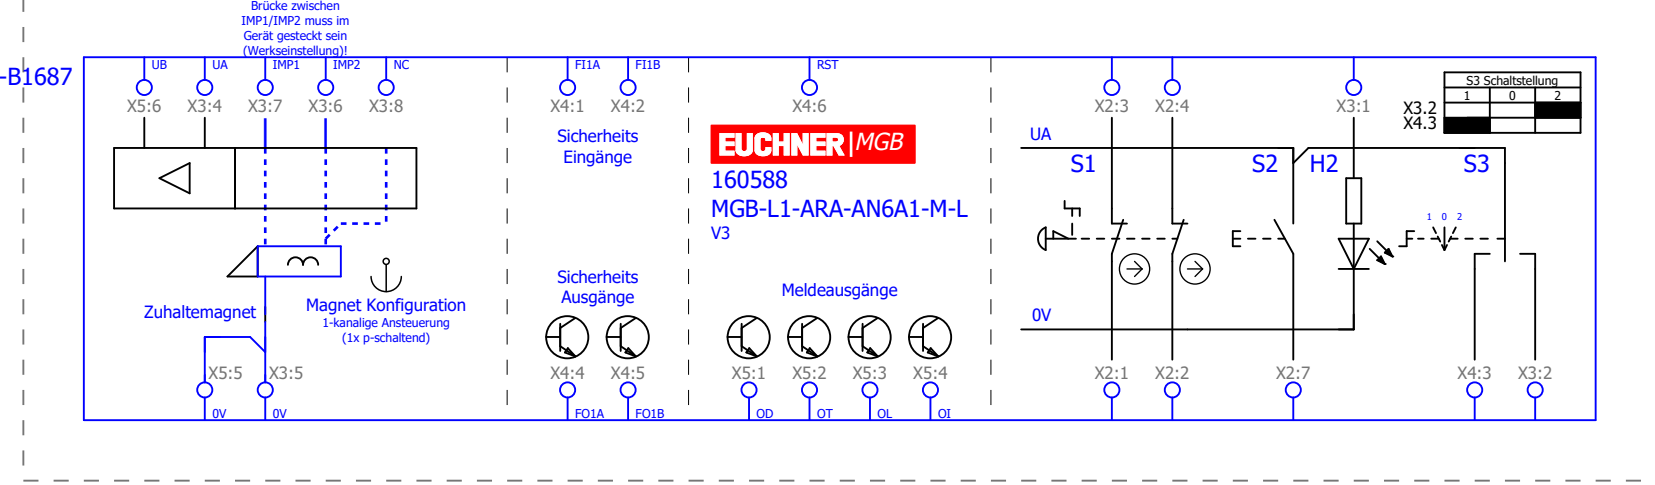 Brücke zwischen
IMP1/IMP2 muss im
Gerät gesteckt sein
(Werkseinstellung)!
-B1687
UB UA IMP1 IMP2 NC FI1A FI1B RST
X5:6 X3:4 X3:7 X3:6 X3:8 X4:1 X4:2 X4:6 X2:3 X2:4 X3:1
S3 Schaltstellung
1 0 2
X3.2
X4.3
Sicherheits
Eingänge
EUCHNER MGB
160588
MGB-L1-ARA-AN6A1-M-L
V3
UA
S1 S2 H2 S3
1 0 2
Zuhaltemagnet
Magnet Konfiguration
1-kanalige Ansteuerung
(1x p-schaltend)
Sicherheits
Ausgänge
Meldeausgänge
0V
X5:5 X3:5 X4:4 X4:5 X5:1 X5:2 X5:3 X5:4 X2:1 X2:2 X2:7 X4:3 X3:2
0V 0V FO1A FO1B OD OT OL OI